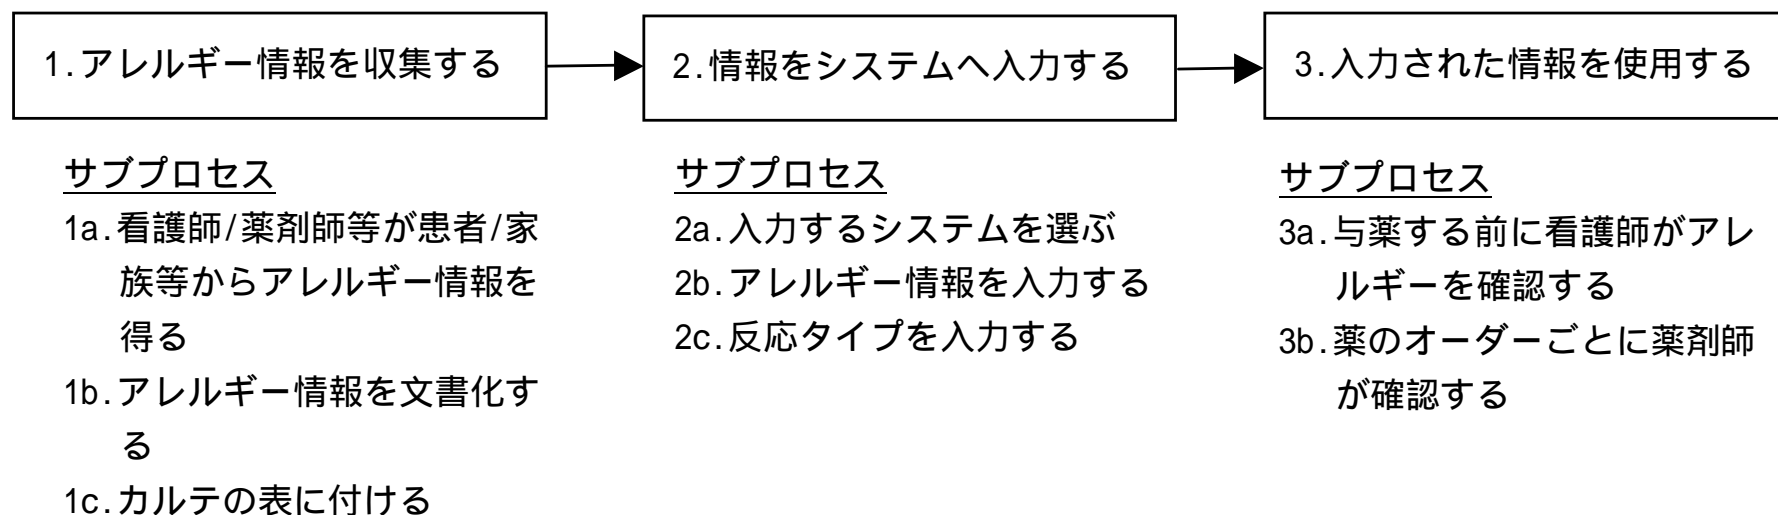 1.アレルギー情報を収集する
2.情報をシステムへ入力する
3.入力された情報を使用する
サブプロセス
1a.看護師/薬剤師等が患者/家
族等からアレルギー情報を
得る
1b.アレルギー情報を文書化す
る
1c.カルテの表に付ける
サブプロセス
2a.入力するシステムを選ぶ
2b.アレルギー情報を入力する
2c.反応タイプを入力する
サブプロセス
3a.与薬する前に看護師がアレ
ルギーを確認する
3b.薬のオーダーごとに薬剤師
が確認する